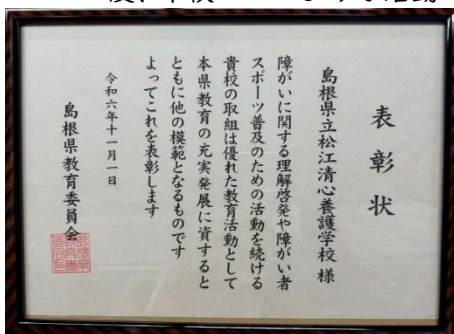 表彰状
島根県立松江清心養護学校 様
障がいに関する理解啓発や障がい者
スポーツ普及のための活動を続ける
貴校の取組は優れた教育活動として
本県教育の充実発展に資すると
ともに他の模範となるものです
よってこれを表彰します
令和六年十一月一日
島根県教育委員会